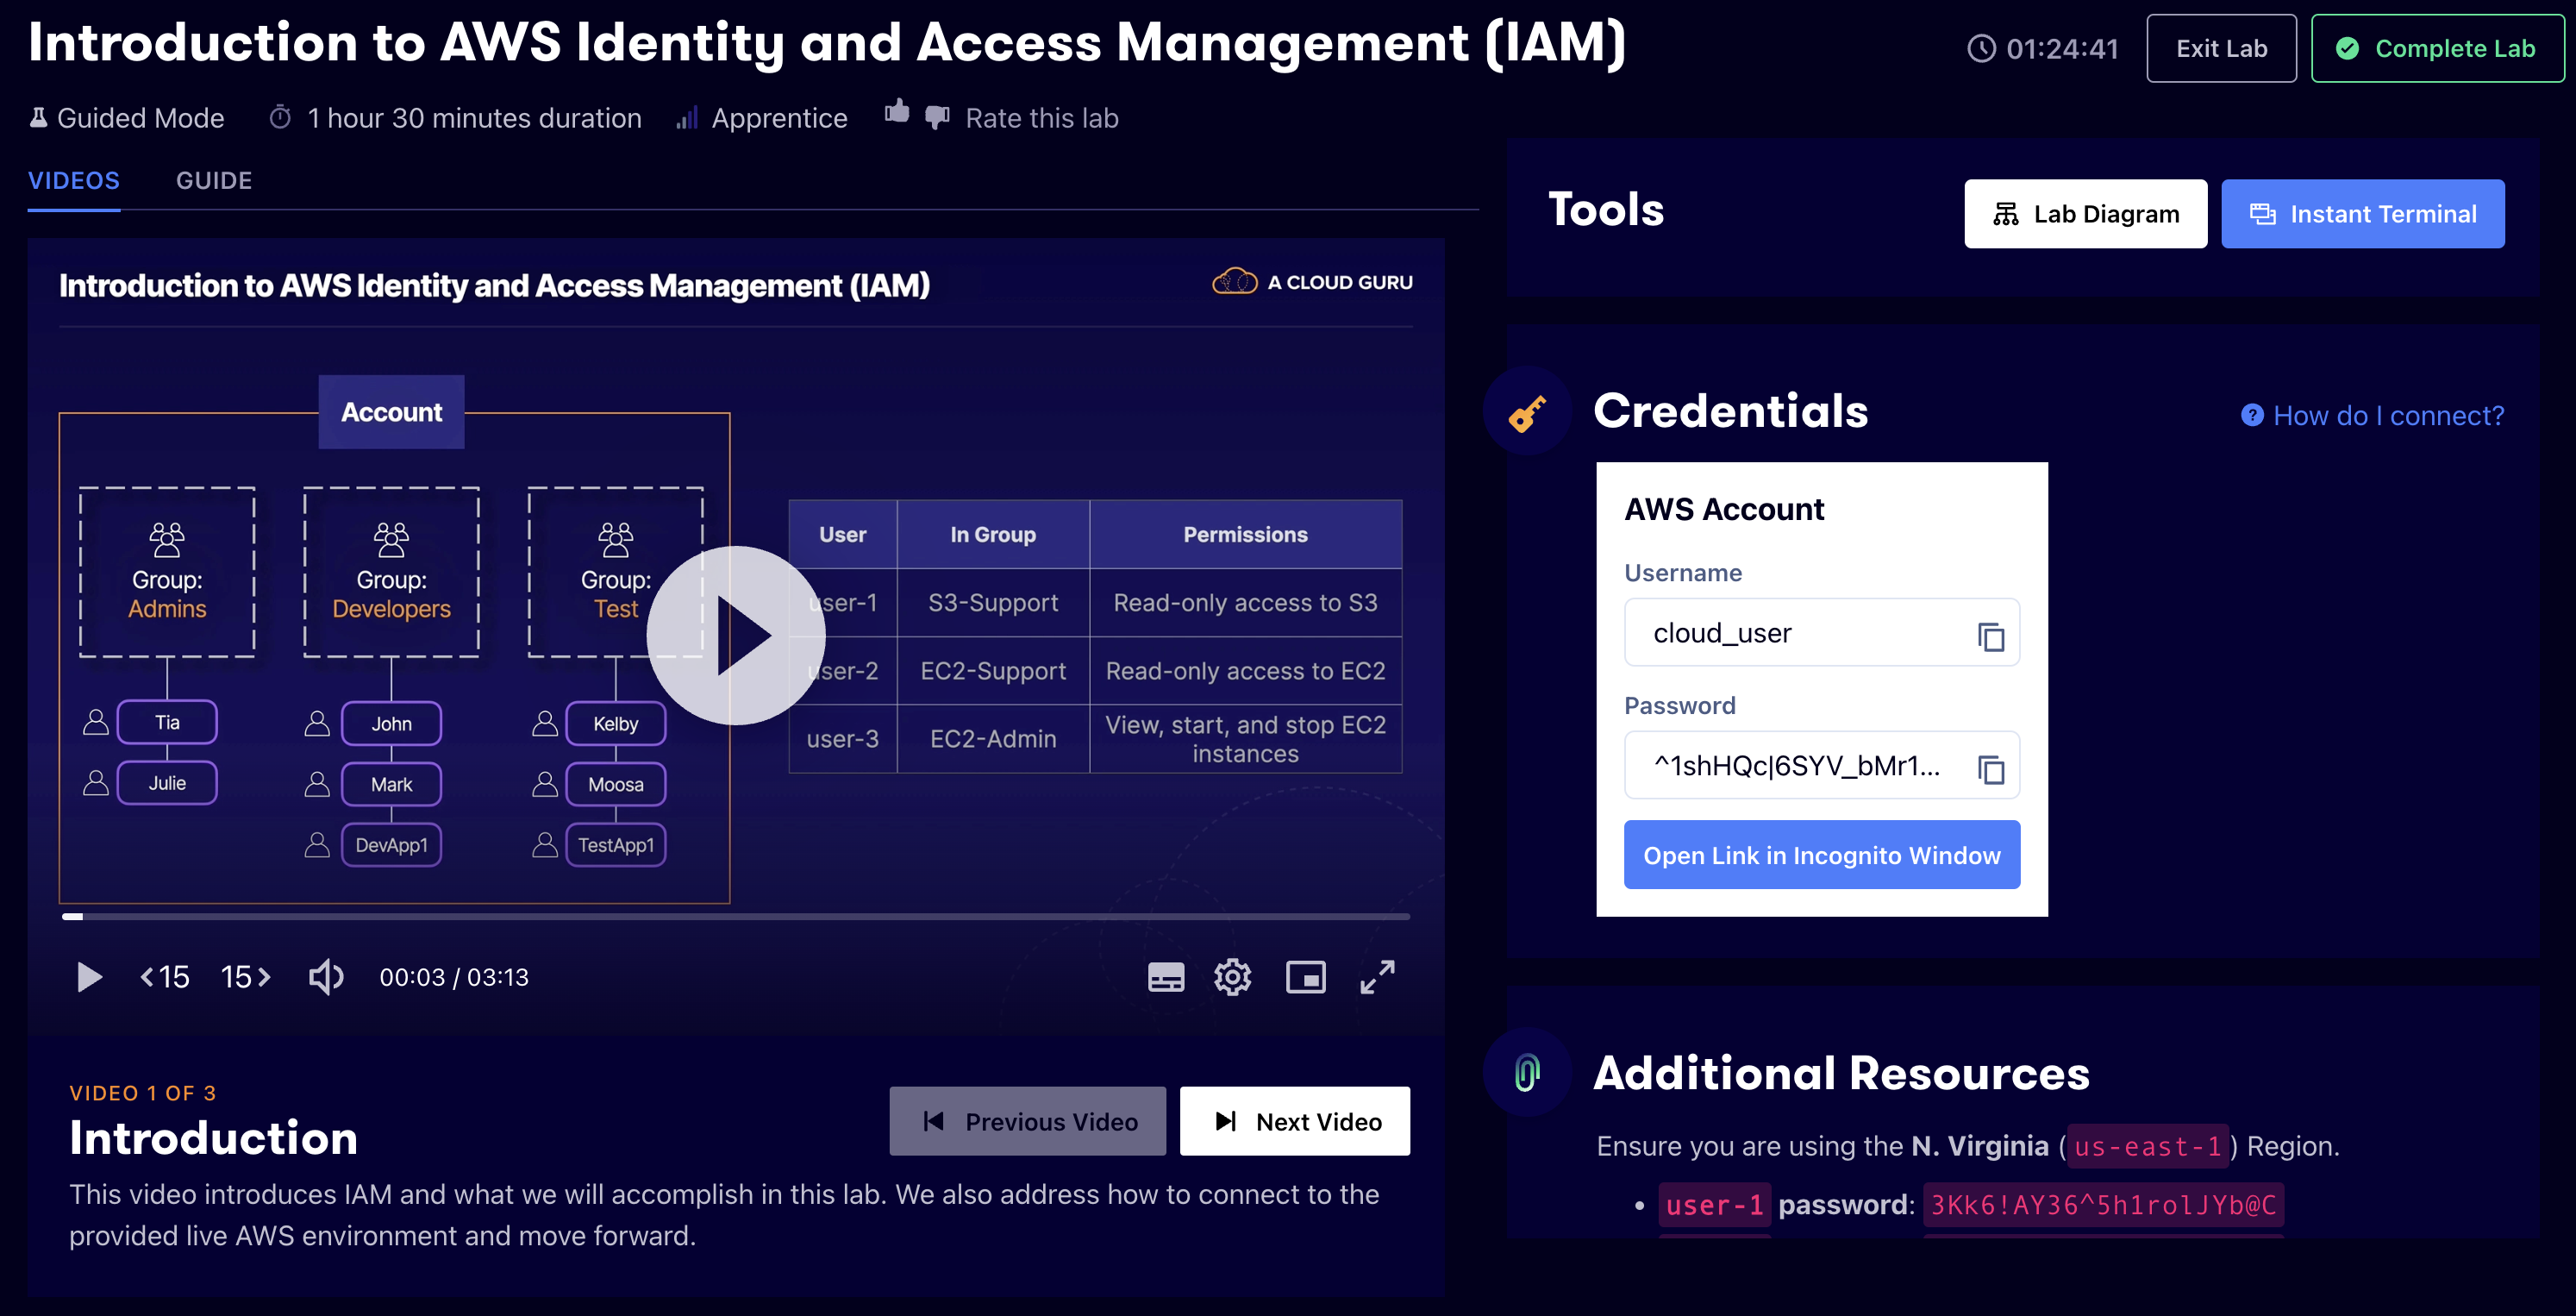 Introduction to AWS Identity and Access Management (IAM)
01:24:41
Exit Lab
Complete Lab
Guided Mode
1 hour 30 minutes duration
Apprentice
Rate this lab
VIDEOS
GUIDE
Introduction to AWS Identity and Access Management (IAM)
A CLOUD GURU
Account
Group:
Admins
Group:
Developers
Group:
Test
Tia
Julie
John
Mark
DevApp1
Kelby
Moosa
TestApp1
User In Group Permissions
user-1 S3-Support Read-only access to S3
user-2 EC2-Support Read-only access to EC2
user-3 EC2-Admin View, start, and stop EC2
instances
<15
15>
00:03 / 03:13
VIDEO 1 OF 3
Introduction
Previous Video
Next Video
This video introduces IAM and what we will accomplish in this lab. We also address how to connect to the
provided live AWS environment and move forward.
Tools
Lab Diagram
Instant Terminal
Credentials
? How do I connect?
AWS Account
Username
cloud_user
Password
^1shHQc|6SYV_bMr1...
Open Link in Incognito Window
Additional Resources
Ensure you are using the N. Virginia (us-east-1) Region.
• user-1 password: 3Kk6!AY36^5h1rolJYb@C